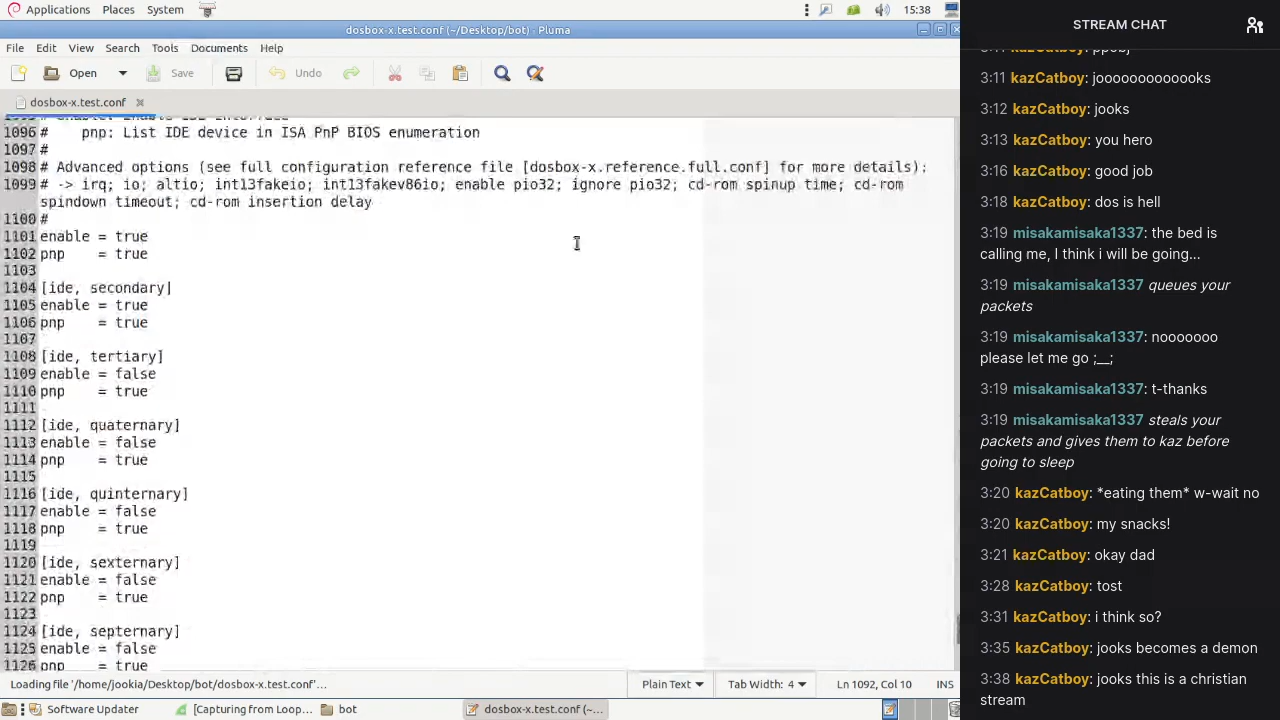 Applications Places System 15:38
dosbox-x.test.conf (~/Desktop/bot) - Pluma
File Edit View Search Tools Documents Help
Open Save Undo
dosbox-x.test.conf
1096 #    pnp: List IDE device in ISA PnP BIOS enumeration
1097 #
1098 # Advanced options (see full configuration reference file [dosbox-x.reference.full.conf] for more details):
1099 # -> irq; io; altio; int13fakeio; int13fakev86io; enable pio32; ignore pio32; cd-rom spinup time; cd-rom
spindown timeout; cd-rom insertion delay
1100 #
1101 enable = true
1102 pnp    = true
1103
1104 [ide, secondary]
1105 enable = true
1106 pnp    = true
1107
1108 [ide, tertiary]
1109 enable = false
1110 pnp    = true
1111
1112 [ide, quaternary]
1113 enable = false
1114 pnp    = true
1115
1116 [ide, quinternary]
1117 enable = false
1118 pnp    = true
1119
1120 [ide, sexternary]
1121 enable = false
1122 pnp    = true
1123
1124 [ide, septernary]
1125 enable = false
1126 pnp    = true
Loading file '/home/jookia/Desktop/bot/dosbox-x.test.conf'... Plain Text Tab Width: 4 Ln 1092, Col 10 INS
Software Updater [Capturing from Loop... bot dosbox-x.test.conf (~...
STREAM CHAT
3:11 kazCatboy: joooooooooooks
3:12 kazCatboy: jooks
3:13 kazCatboy: you hero
3:16 kazCatboy: good job
3:18 kazCatboy: dos is hell
3:19 misakamisaka1337: the bed is
calling me, I think i will be going...
3:19 misakamisaka1337 queues your
packets
3:19 misakamisaka1337: nooooooo
please let me go ;__;
3:19 misakamisaka1337: t-thanks
3:19 misakamisaka1337 steals your
packets and gives them to kaz before
going to sleep
3:20 kazCatboy: *eating them* w-wait no
3:20 kazCatboy: my snacks!
3:21 kazCatboy: okay dad
3:28 kazCatboy: tost
3:31 kazCatboy: i think so?
3:35 kazCatboy: jooks becomes a demon
3:38 kazCatboy: jooks this is a christian
stream